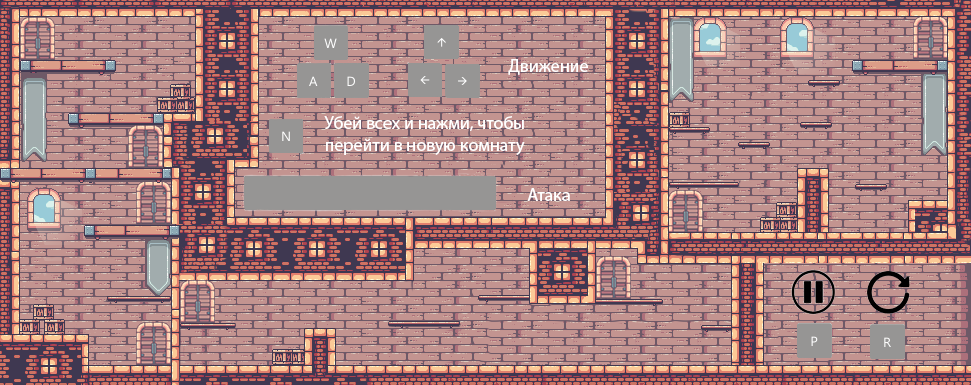 W ↑
A D ← →
Движение
N
Убей всех и нажми, чтобы
перейти в новую комнату
Атака
P R